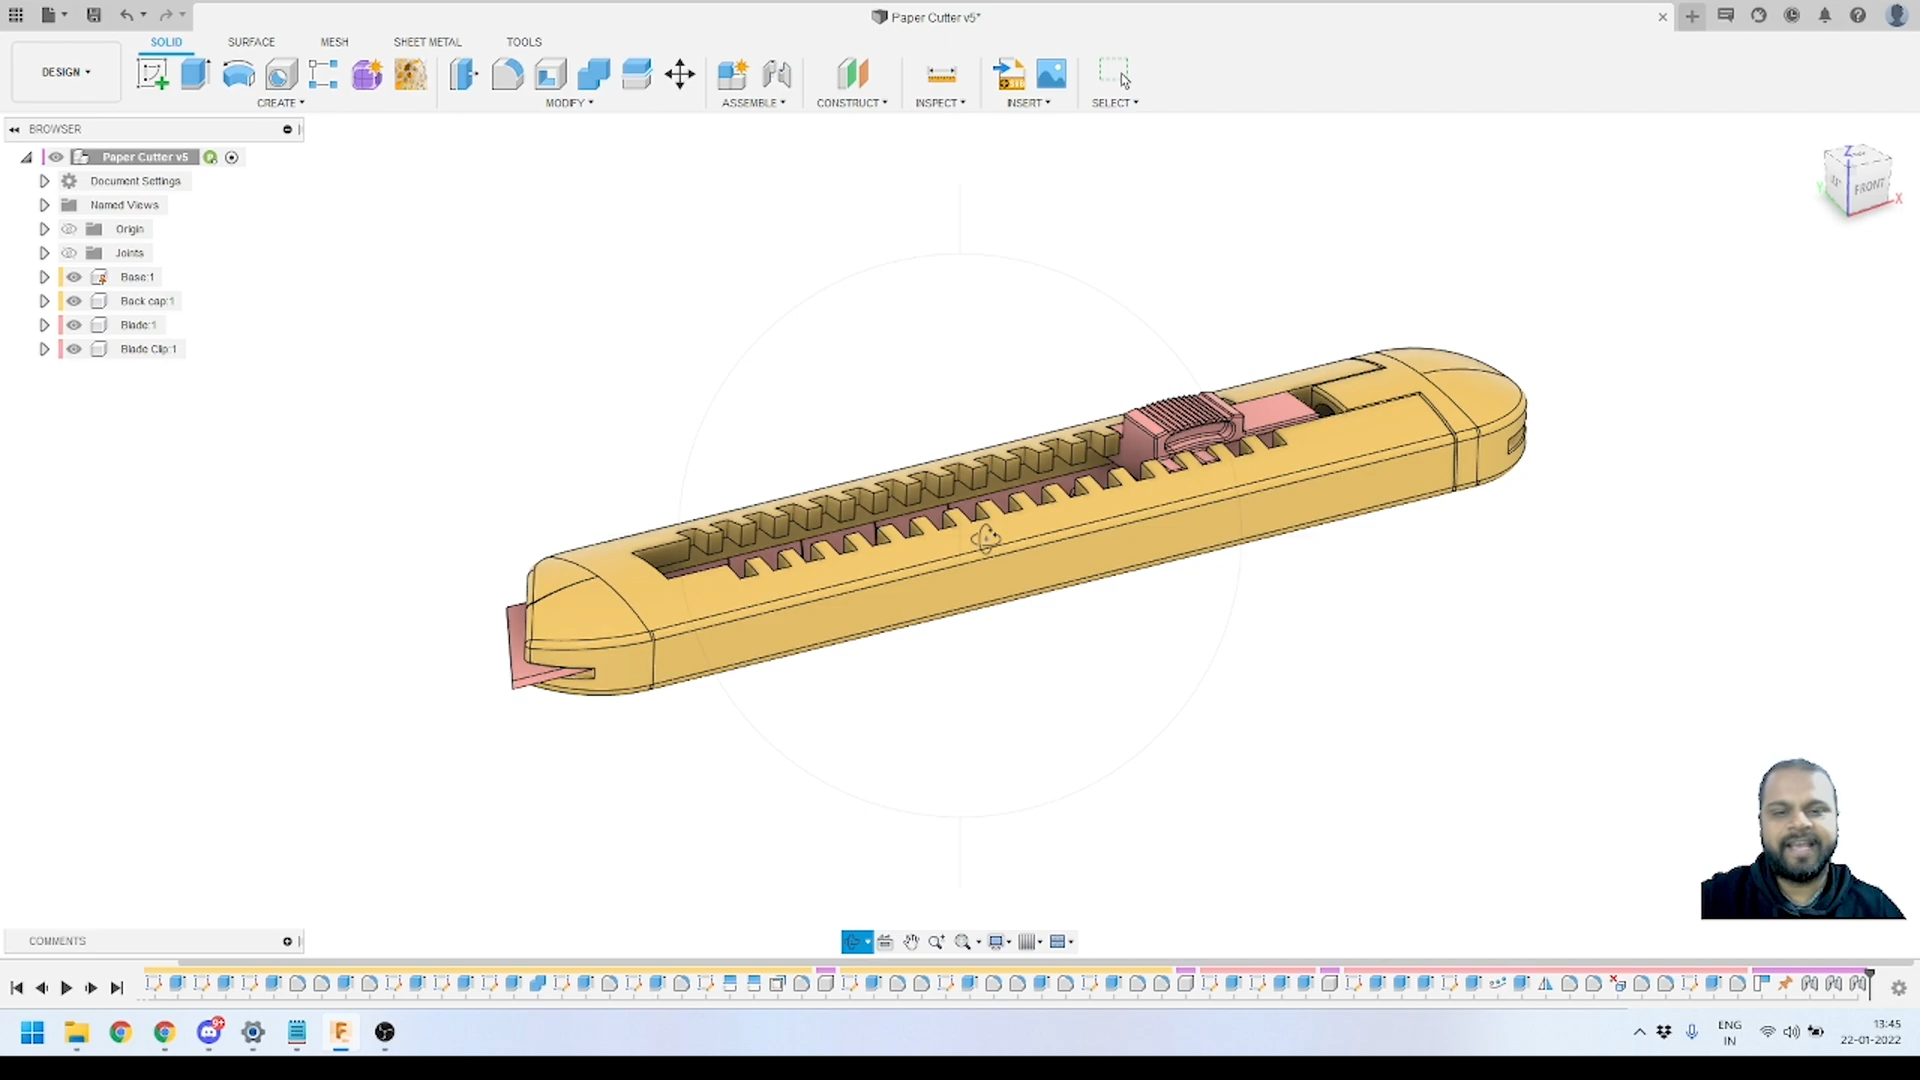 Paper Cutter v5*
SOLID SURFACE MESH SHEET METAL TOOLS
DESIGN
CREATE MODIFY ASSEMBLE CONSTRUCT INSPECT INSERT SELECT
BROWSER
Paper Cutter v5
Document Settings
Named Views
Origin
Joints
Base:1
Back cap:1
Blade:1
Blade Clip:1
Z
FRONT
X
Y
COMMENTS
9+
F
ENG
IN
13:45
22-01-2022